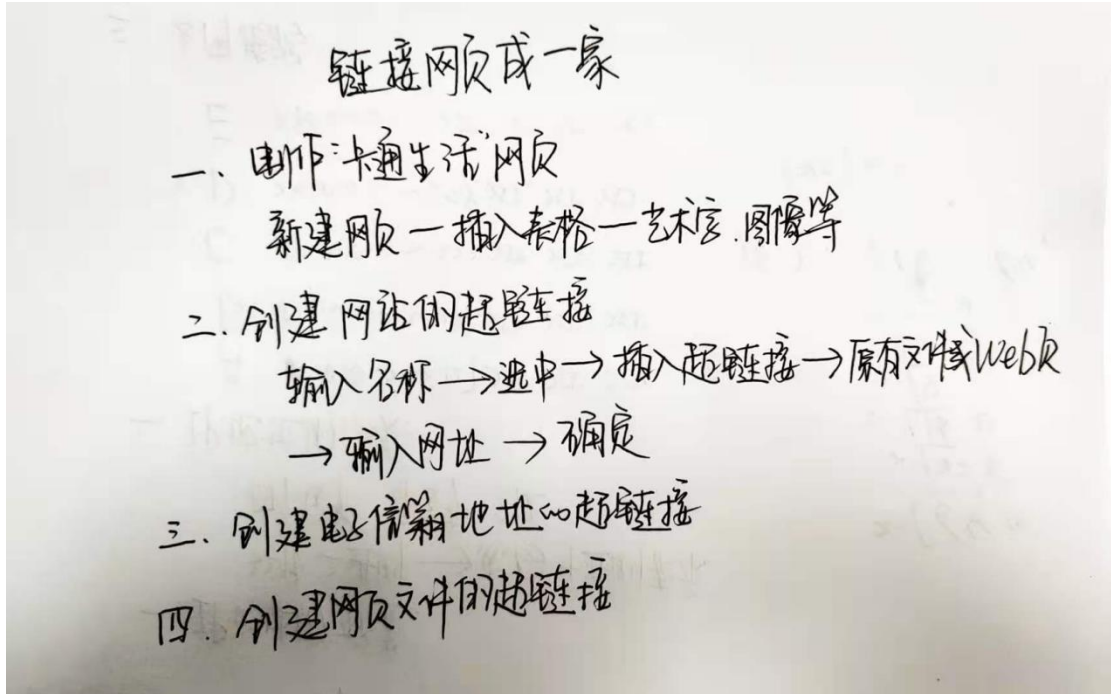 链接网页成一家
一、制作“卡通生活”网页
新建网页一插入表格一艺术字.图像等
二.创建网站的超链接
输入名称→选中→插入超链接→原有文件或Web页
→输入网址→确定
三、创建电子信箱地址的超链接
四.创建网页文件的超链接